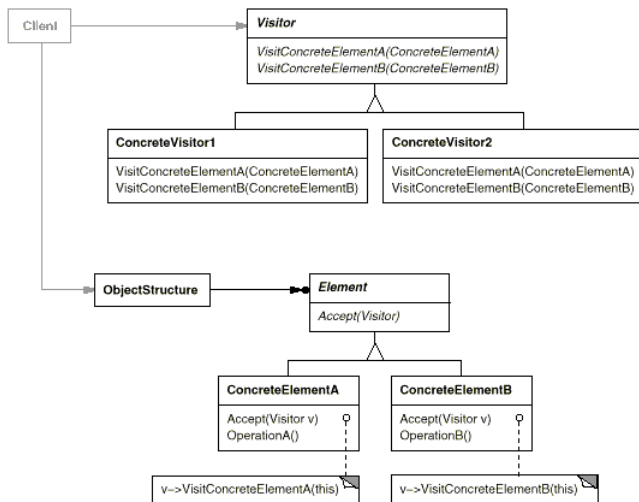 Client
Visitor
VisitConcreteElementA(ConcreteElementA)
VisitConcreteElementB(ConcreteElementB)
ConcreteVisitor1
VisitConcreteElementA(ConcreteElementA)
VisitConcreteElementB(ConcreteElementB)
ConcreteVisitor2
VisitConcreteElementA(ConcreteElementA)
VisitConcreteElementB(ConcreteElementB)
ObjectStructure
Element
Accept(Visitor)
ConcreteElementA
Accept(Visitor v)
OperationA()
ConcreteElementB
Accept(Visitor v)
OperationB()
v->VisitConcreteElementA(this)
v->VisitConcreteElementB(this)